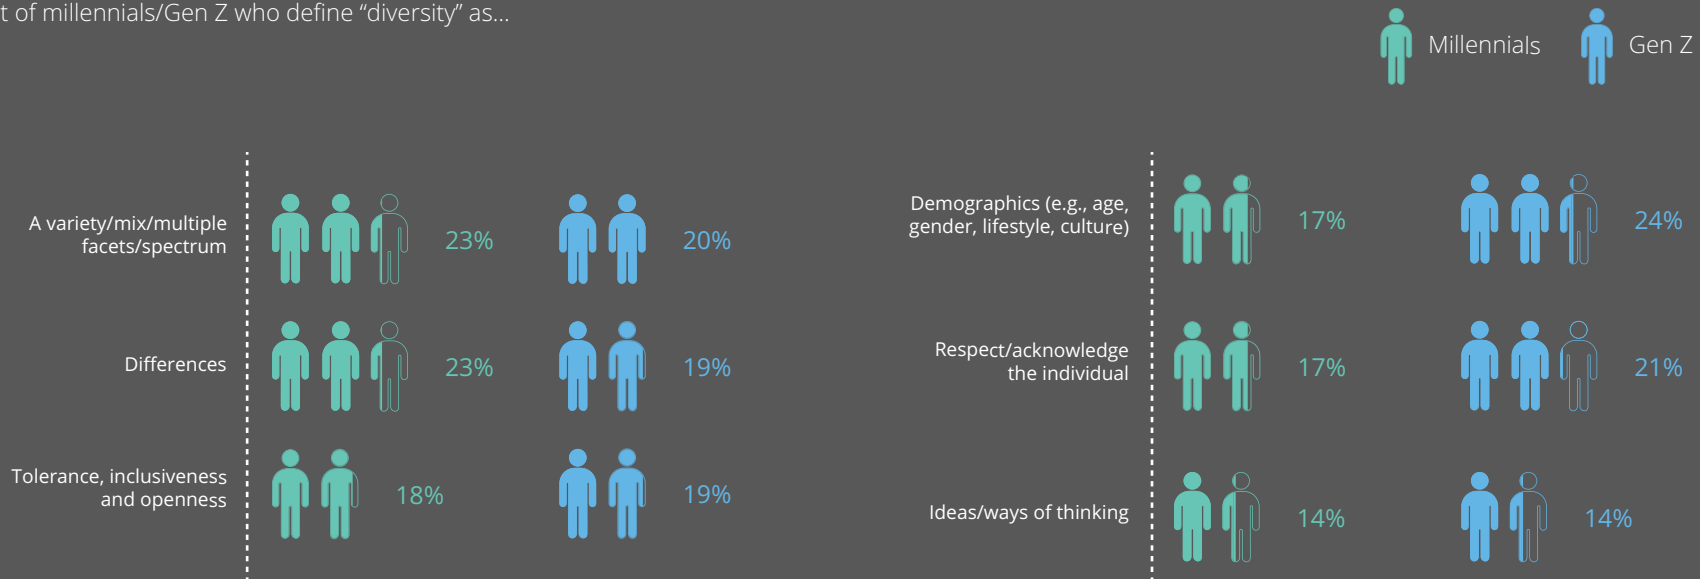 t of millennials/Gen Z who define “diversity” as...
Millennials
Gen Z
A variety/mix/multiple
facets/spectrum
23%
20%
Differences
23%
19%
Tolerance, inclusiveness
and openness
18%
19%
Demographics (e.g., age,
gender, lifestyle, culture)
17%
24%
Respect/acknowledge
the individual
17%
21%
Ideas/ways of thinking
14%
14%